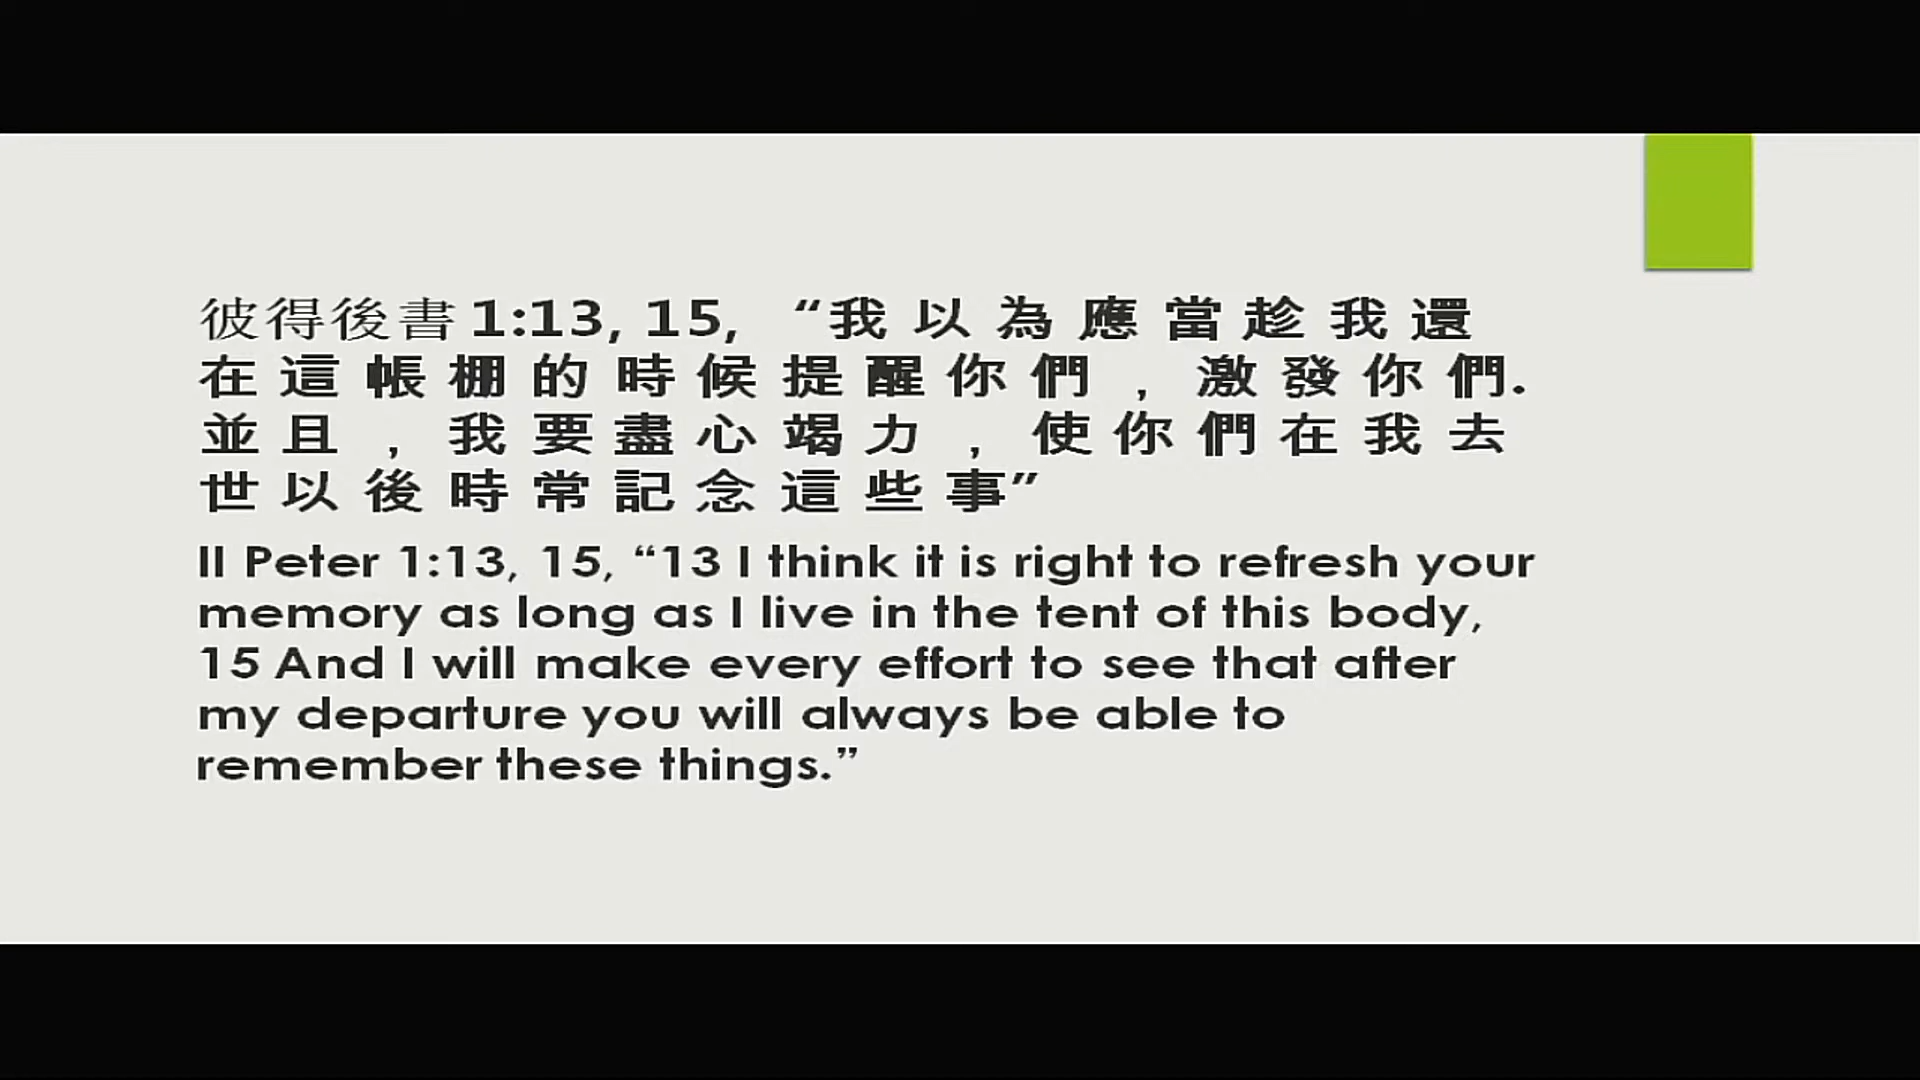 彼得後書 1:13, 15, “我 以 為 應 當 趁 我 還
在 這 帳 棚 的 時 候 提 醒 你 們 ，激 發 你 們.
並 且 ，我 要 盡 心 竭 力 ，使 你 們 在 我 去
世 以 後 時 常 記 念 這 些 事”
II Peter 1:13, 15, “13 I think it is right to refresh your
memory as long as I live in the tent of this body,
15 And I will make every effort to see that after
my departure you will always be able to
remember these things.”